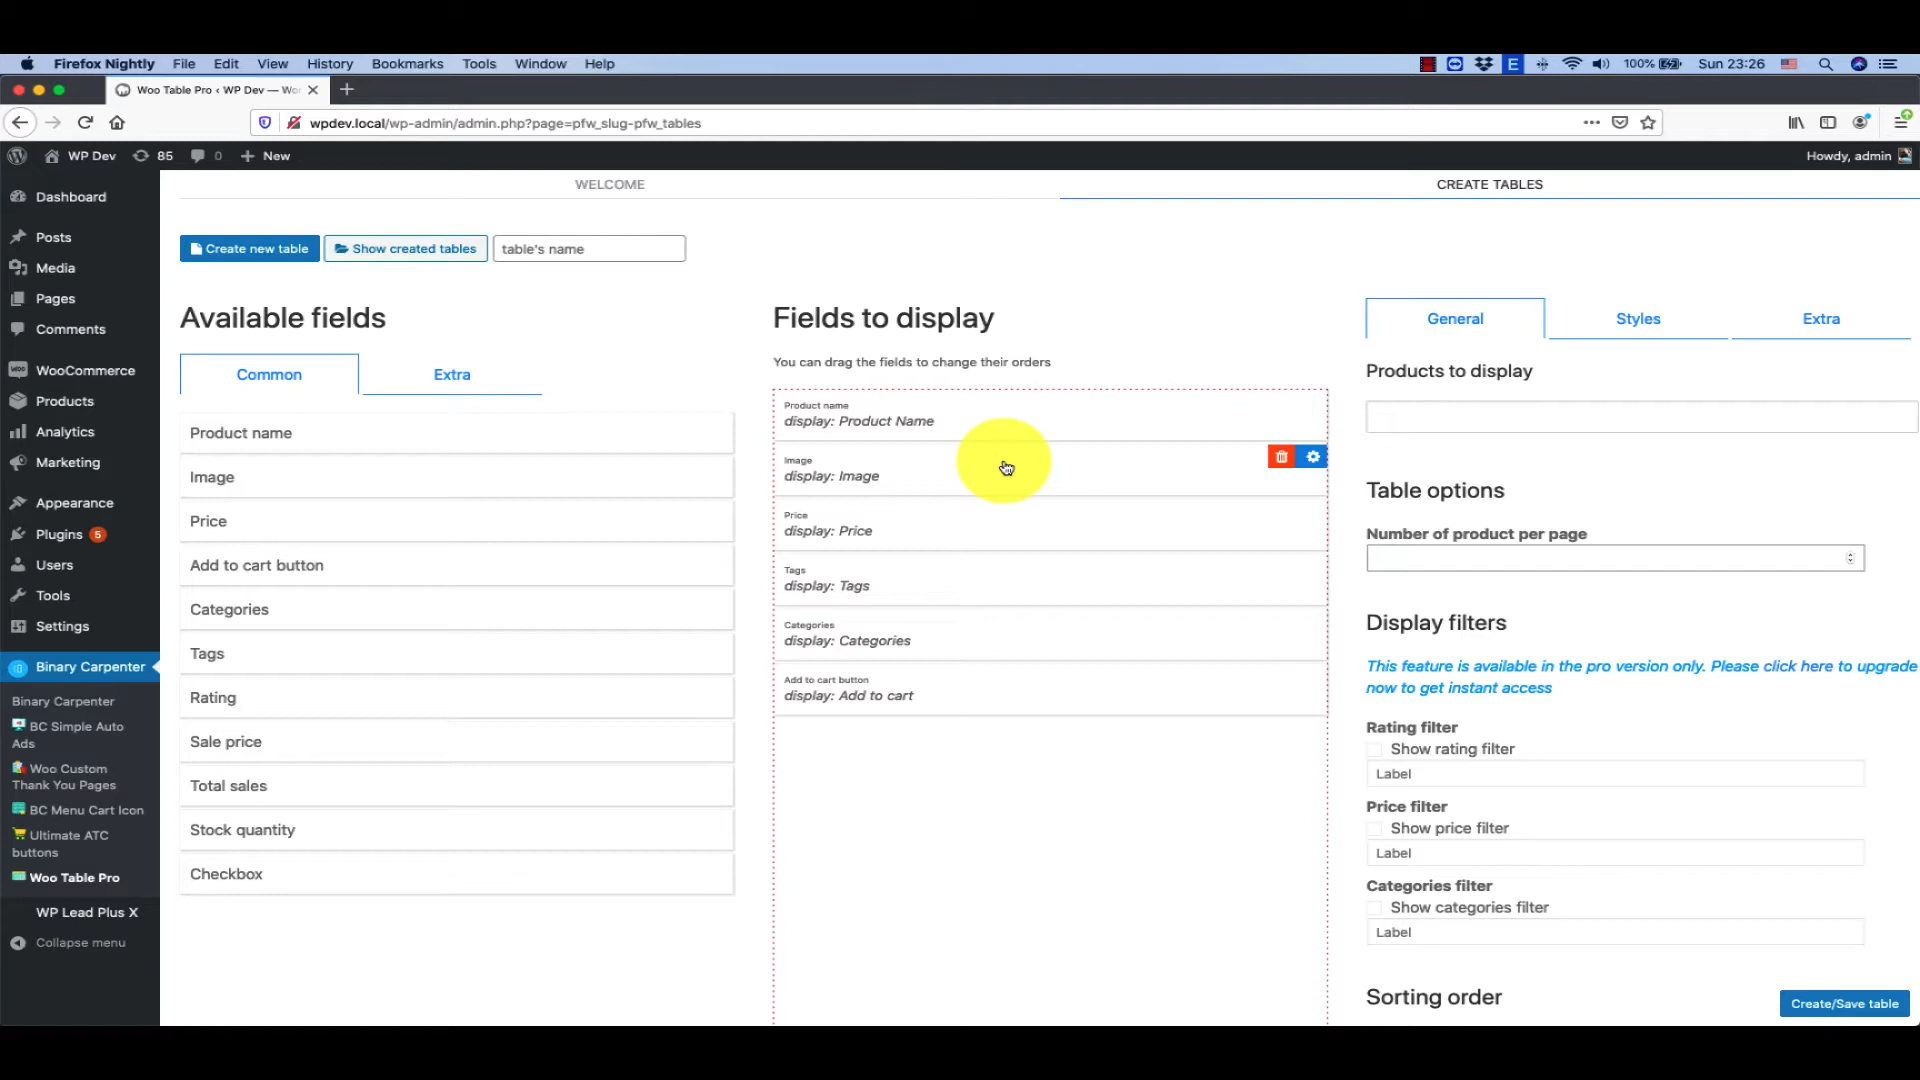 Firefox Nightly File Edit View History Bookmarks Tools Window Help
E 100% Sun 23:26
Woo Table Pro ‹ WP Dev — Wo
wpdev.local/wp-admin/admin.php?page=pfw_slug-pfw_tables
WP Dev 85 0 New Howdy, admin
Dashboard
Posts
Media
Pages
Comments
WooCommerce
Products
Analytics
Marketing
Appearance
Plugins 5
Users
Tools
Settings
Binary Carpenter
Binary Carpenter
BC Simple Auto
Ads
Woo Custom
Thank You Pages
BC Menu Cart Icon
Ultimate ATC
buttons
Woo Table Pro
WP Lead Plus X
Collapse menu
WELCOME
CREATE TABLES
Create new table
Show created tables
table's name
Available fields
Common
Extra
Product name
Image
Price
Add to cart button
Categories
Tags
Rating
Sale price
Total sales
Stock quantity
Checkbox
Fields to display
You can drag the fields to change their orders
Product name
display: Product Name
Image
display: Image
Price
display: Price
Tags
display: Tags
Categories
display: Categories
Add to cart button
display: Add to cart
General
Styles
Extra
Products to display
Table options
Number of product per page
Display filters
This feature is available in the pro version only. Please click here to upgrade
now to get instant access
Rating filter
Show rating filter
Label
Price filter
Show price filter
Label
Categories filter
Show categories filter
Label
Sorting order
Create/Save table